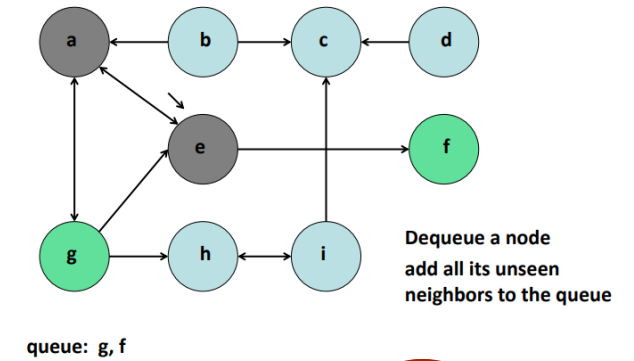 a
b
c
d
e
f
g
h
i
Dequeue a node
add all its unseen
neighbors to the queue
queue: g, f